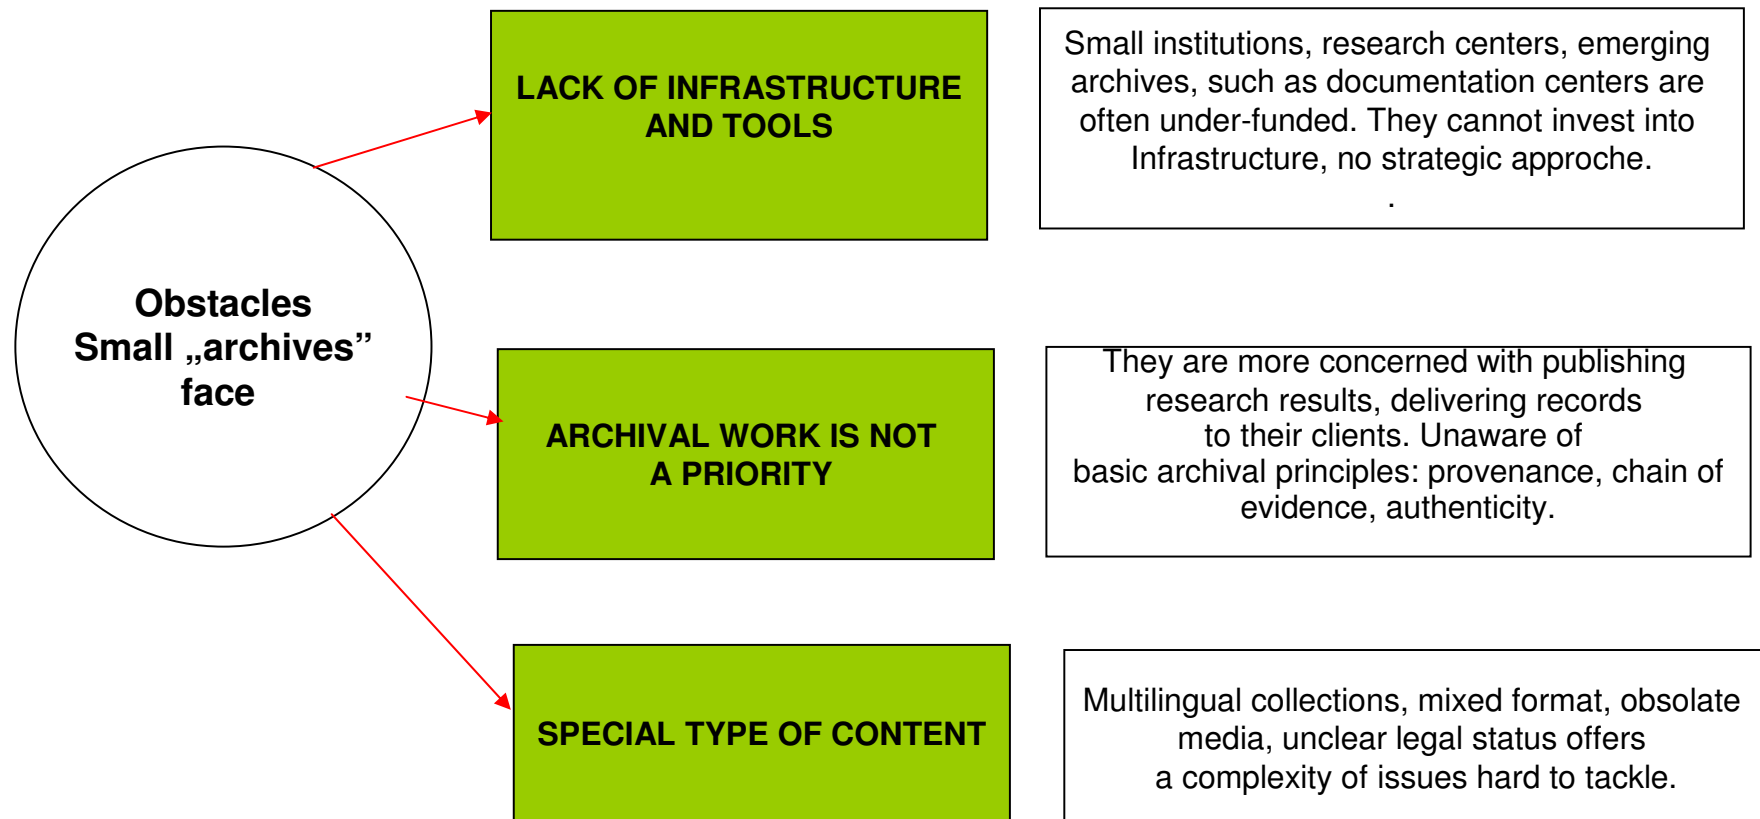 Obstacles
Small „archives”
face
LACK OF INFRASTRUCTURE
AND TOOLS
Small institutions, research centers, emerging
archives, such as documentation centers are
often under-funded. They cannot invest into
Infrastructure, no strategic approche.
.
ARCHIVAL WORK IS NOT
A PRIORITY
They are more concerned with publishing
research results, delivering records
to their clients. Unaware of
basic archival principles: provenance, chain of
evidence, authenticity.
SPECIAL TYPE OF CONTENT
Multilingual collections, mixed format, obsolate
media, unclear legal status offers
a complexity of issues hard to tackle.